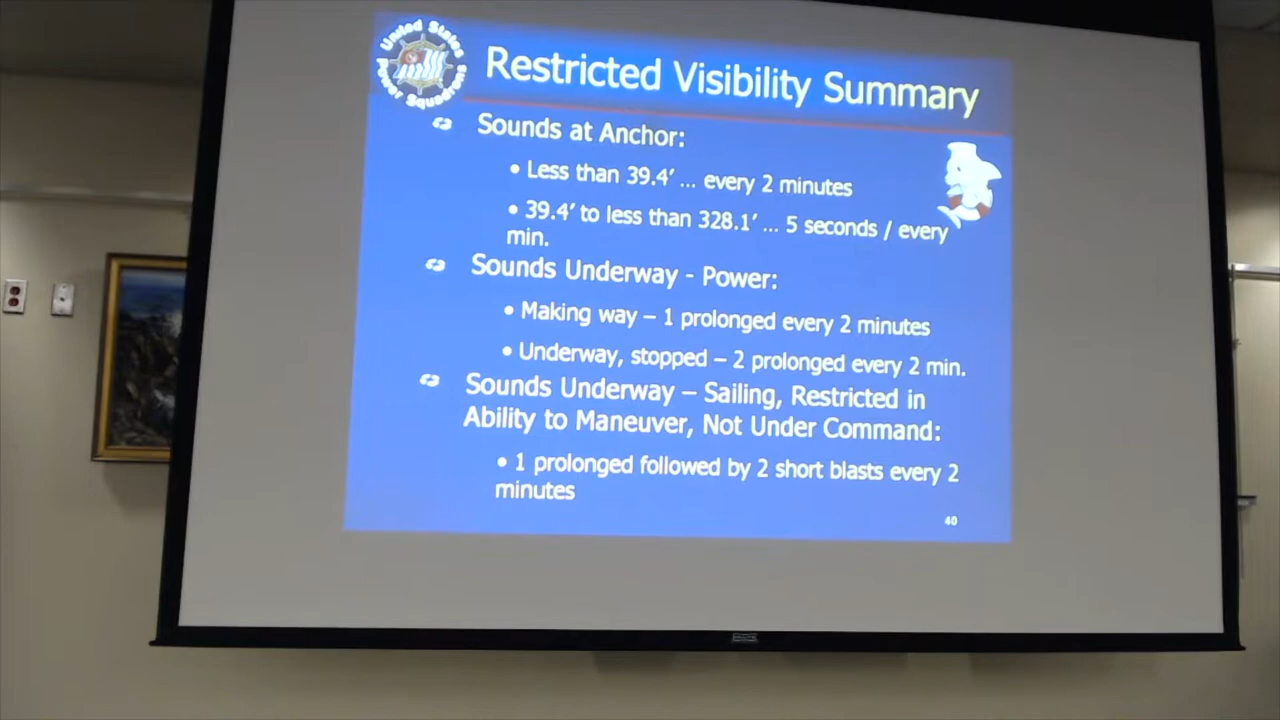 United States
Power Squadrons
Restricted Visibility Summary
Sounds at Anchor:
• Less than 39.4′ ... every 2 minutes
• 39.4′ to less than 328.1′ ... 5 seconds / every
min.
Sounds Underway - Power:
• Making way – 1 prolonged every 2 minutes
• Underway, stopped – 2 prolonged every 2 min.
Sounds Underway – Sailing, Restricted in
Ability to Maneuver, Not Under Command:
• 1 prolonged followed by 2 short blasts every 2
minutes
40